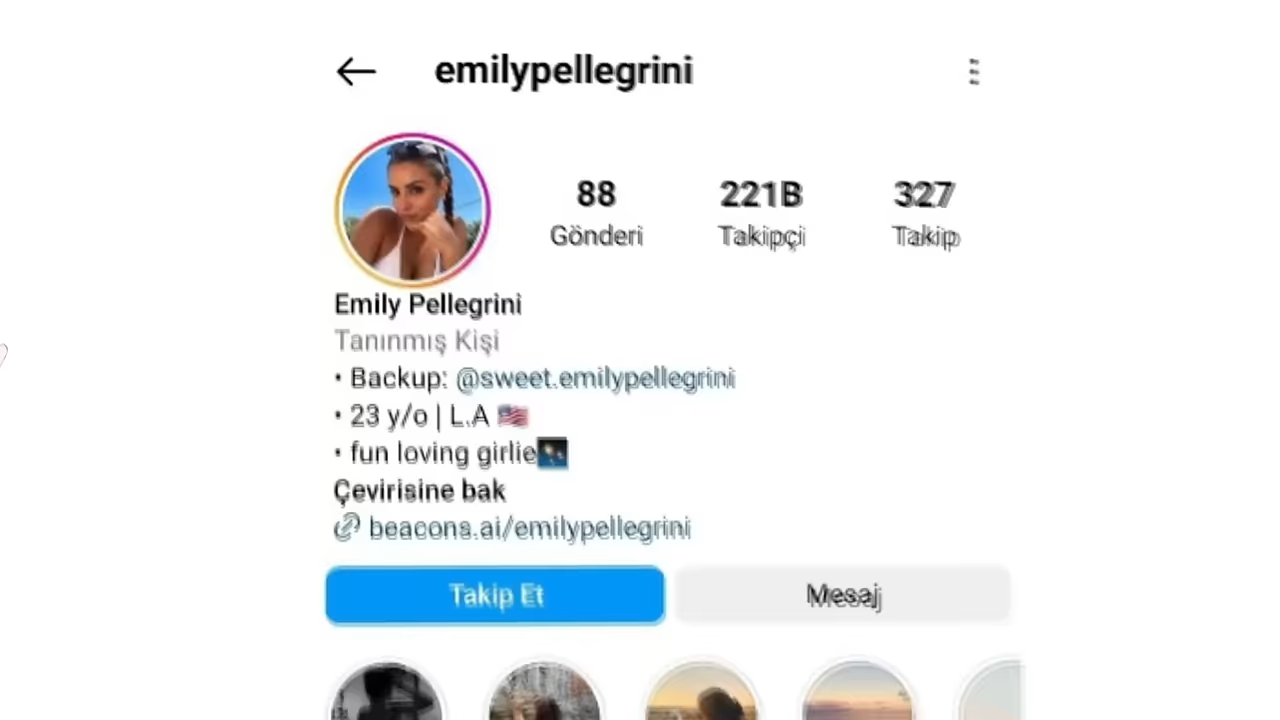 emilypellegrini
88 221B 327
Gönderi Takipçi Takip
Emily Pellegrini
Tanınmış Kişi
• Backup: @sweet.emilypellegrini
• 23 y/o | L.A 🇺🇸
• fun loving girlie🌠
Çevirisine bak
beacons.ai/emilypellegrini
Takip Et Mesaj